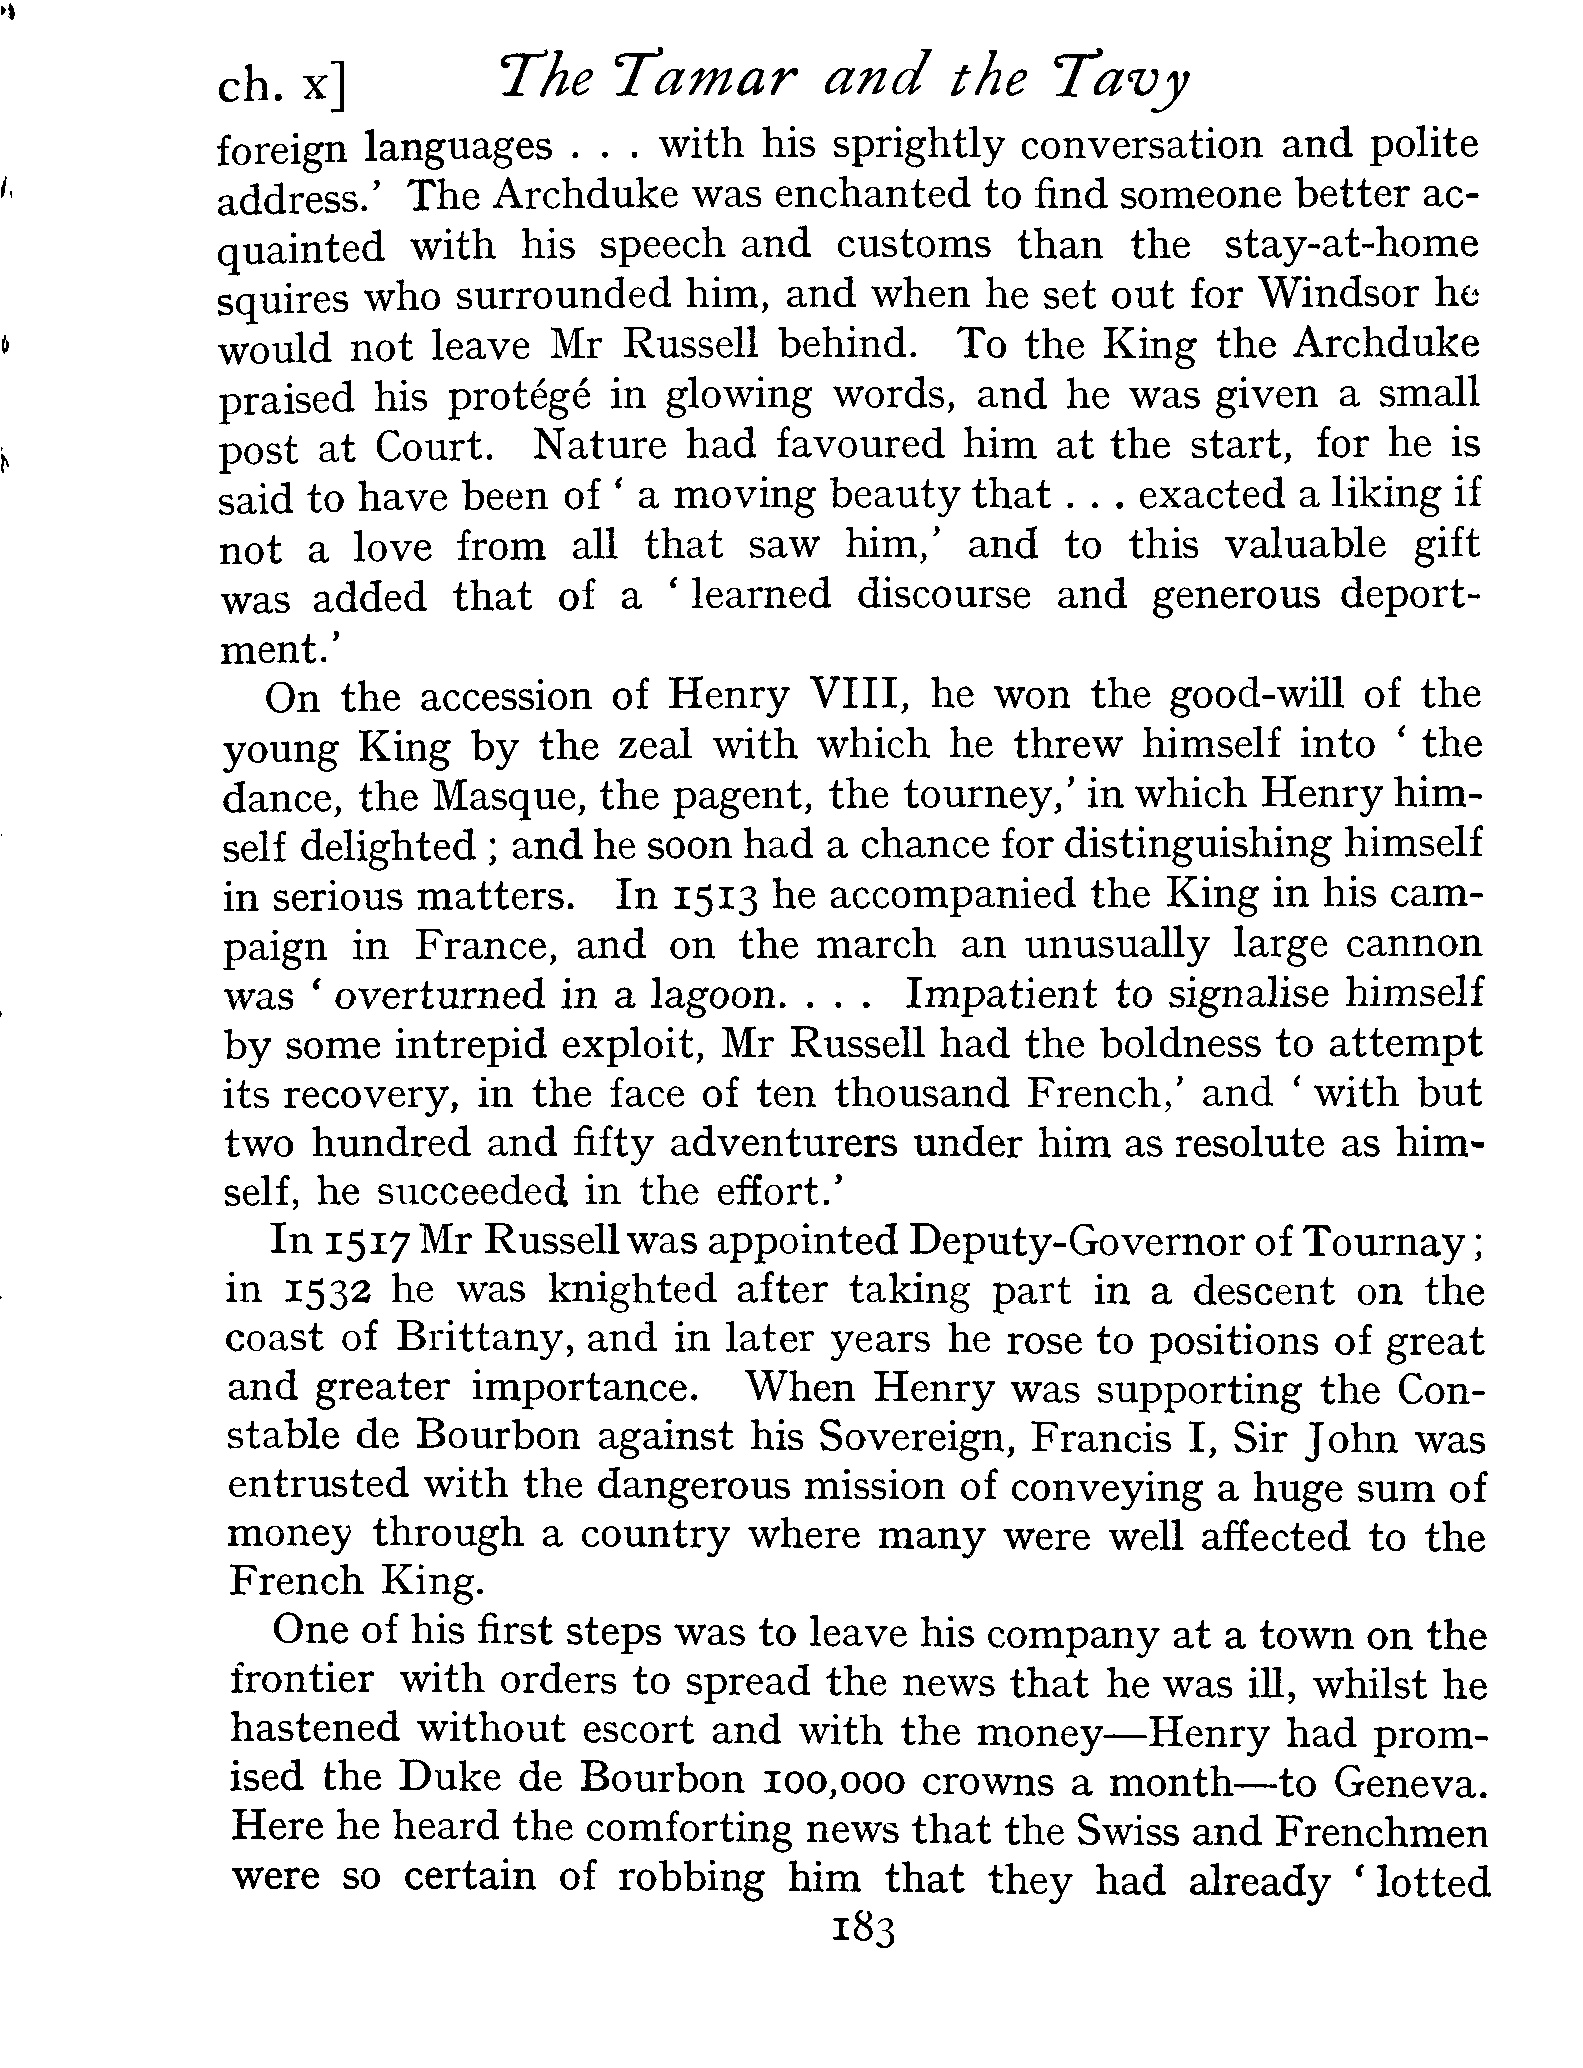 ch. x] The Tamar and the Tavy
foreign languages . . . with his sprightly conversation and polite
address.’ The Archduke was enchanted to find someone better ac-
quainted with his speech and customs than the stay-at-home
squires who surrounded him, and when he set out for Windsor he
would not leave Mr Russell behind. To the King the Archduke
praised his protégé in glowing words, and he was given a small
post at Court. Nature had favoured him at the start, for he is
said to have been of ‘ a moving beauty that . . . exacted a liking if
not a love from all that saw him,’ and to this valuable gift
was added that of a ‘ learned discourse and generous deport-
ment.’
On the accession of Henry VIII, he won the good-will of the
young King by the zeal with which he threw himself into ‘ the
dance, the Masque, the pagent, the tourney,’ in which Henry him-
self delighted ; and he soon had a chance for distinguishing himself
in serious matters. In 1513 he accompanied the King in his cam-
paign in France, and on the march an unusually large cannon
was ‘ overturned in a lagoon. . . . Impatient to signalise himself
by some intrepid exploit, Mr Russell had the boldness to attempt
its recovery, in the face of ten thousand French,’ and ‘ with but
two hundred and fifty adventurers under him as resolute as him-
self, he succeeded in the effort.’
In 1517 Mr Russell was appointed Deputy-Governor of Tournay ;
in 1532 he was knighted after taking part in a descent on the
coast of Brittany, and in later years he rose to positions of great
and greater importance. When Henry was supporting the Con-
stable de Bourbon against his Sovereign, Francis I, Sir John was
entrusted with the dangerous mission of conveying a huge sum of
money through a country where many were well affected to the
French King.
One of his first steps was to leave his company at a town on the
frontier with orders to spread the news that he was ill, whilst he
hastened without escort and with the money—Henry had prom-
ised the Duke de Bourbon 100,000 crowns a month—to Geneva.
Here he heard the comforting news that the Swiss and Frenchmen
were so certain of robbing him that they had already ‘ lotted
183